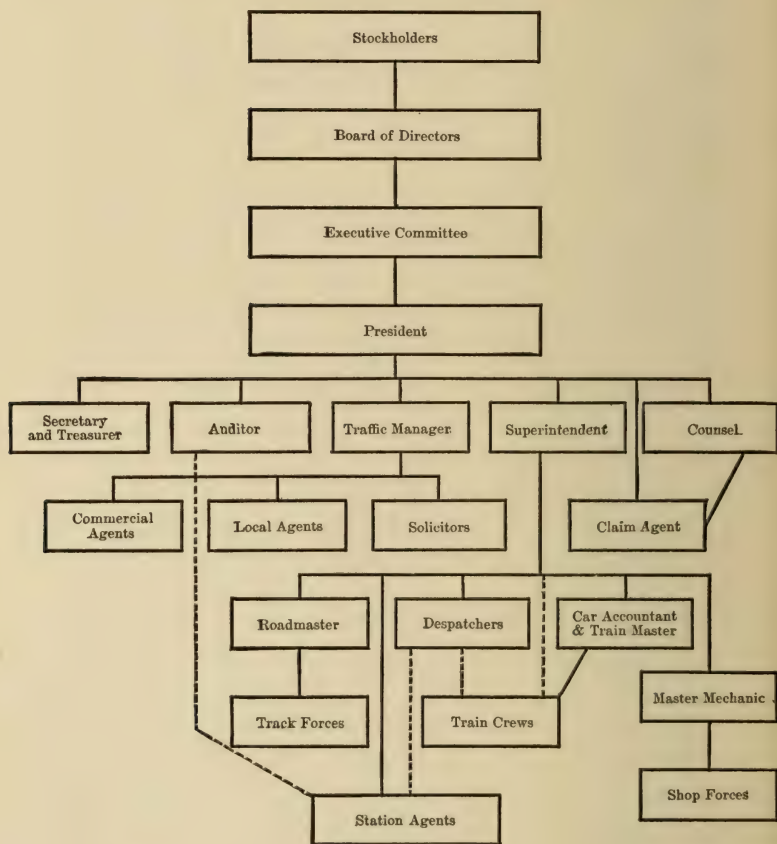 Stockholders
Board of Directors
Executive Committee
President
Secretary
and Treasurer
Auditor
Traffic Manager
Superintendent
Counsel
Commercial
Agents
Local Agents
Solicitors
Claim Agent
Roadmaster
Despatchers
Car Accountant
& Train Master
Track Forces
Train Crews
Master Mechanic
Shop Forces
Station Agents